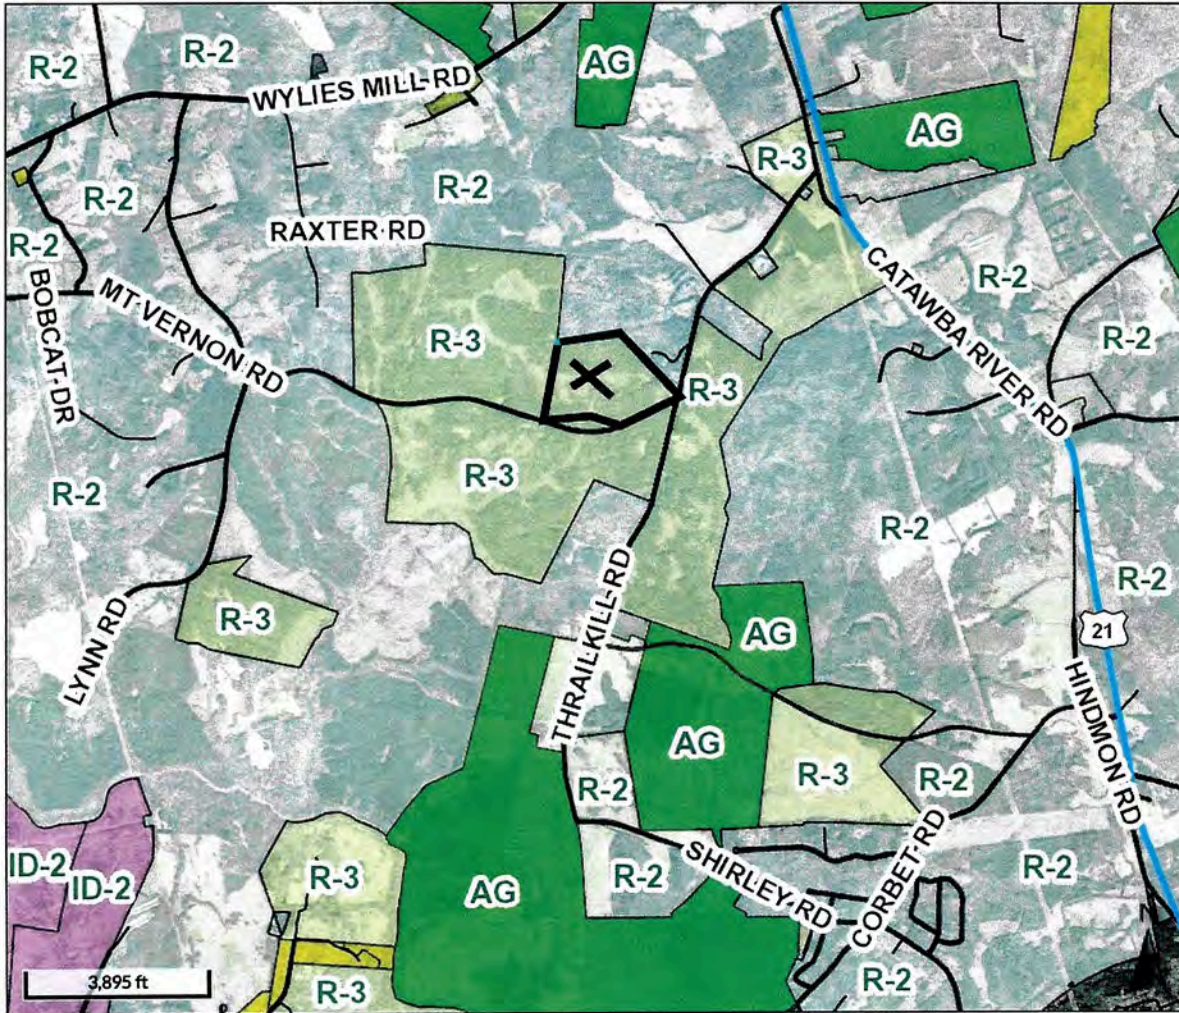 R-2
R-2
WYLIES MILL RD
AG
AG
R-3
R-2
R-2
R-2
RAXTER RD
BOBCAT DR
MT VERNON RD
CATAWBA RIVER RD
R-2
R-2
R-3
X
R-3
R-3
R-2
R-2
R-2
21
R-3
LYNN RD
THRAILKILL RD
AG
HINDMON RD
AG
R-3
R-2
R-2
ID-2
ID-2
R-3
AG
R-2
SHIRLEY RD
CORBET RD
R-2
3,895 ft
R-3
R-2